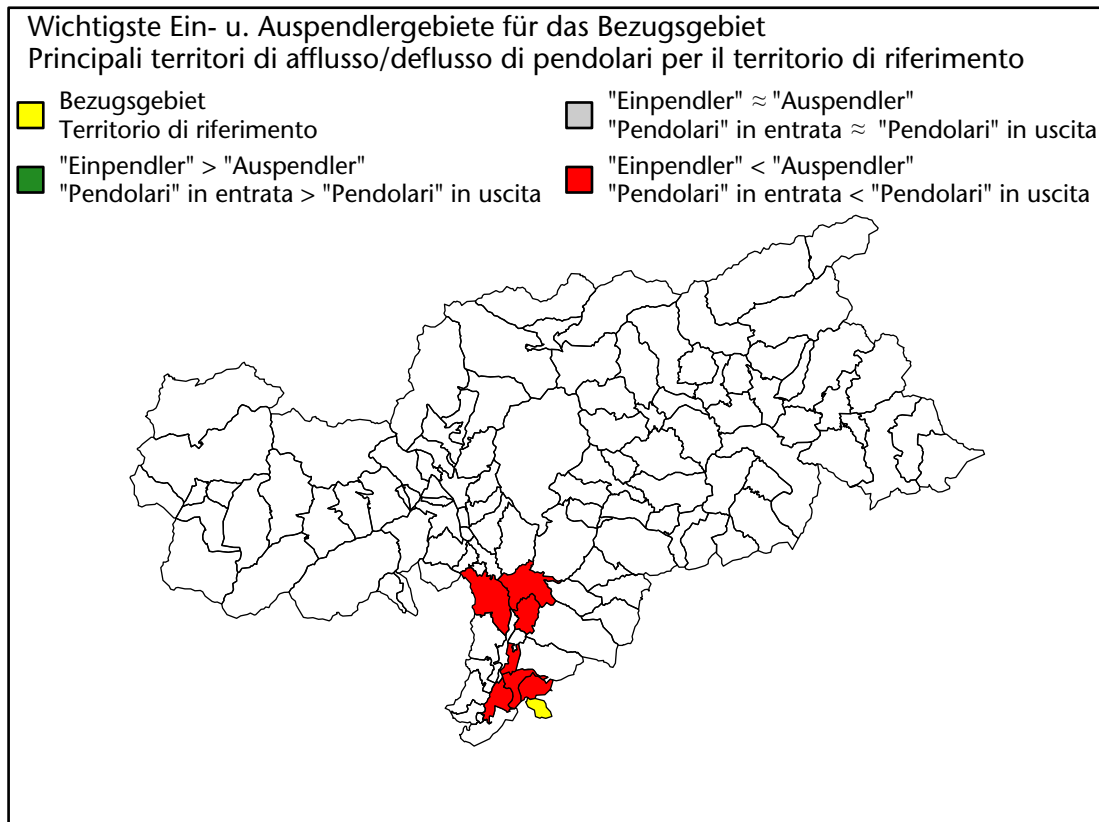 Wichtigste Ein- u. Auspendlergebiete für das Bezugsgebiet
Principali territori di afflusso/deflusso di pendolari per il territorio di riferimento
Bezugsgebiet
Territorio di riferimento
"Einpendler" > "Auspendler"
"Pendolari" in entrata > "Pendolari" in uscita
"Einpendler" ≈ "Auspendler"
"Pendolari" in entrata ≈ "Pendolari" in uscita
"Einpendler" < "Auspendler"
"Pendolari" in entrata < "Pendolari" in uscita